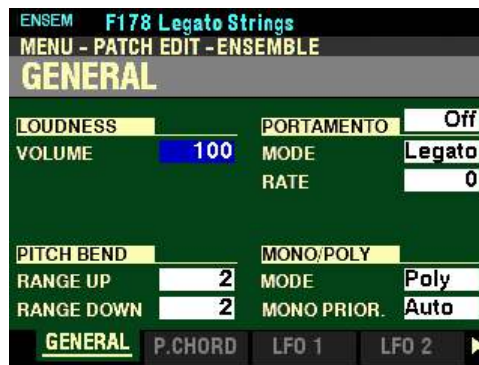 ENSEM F178 Legato Strings
MENU - PATCH EDIT - ENSEMBLE
GENERAL
LOUDNESS PORTAMENTO Off
VOLUME 100 MODE Legato
RATE 0
PITCH BEND MONO/POLY
RANGE UP 2 MODE Poly
RANGE DOWN 2 MONO PRIOR. Auto
GENERAL P.CHORD LFO 1 LFO 2